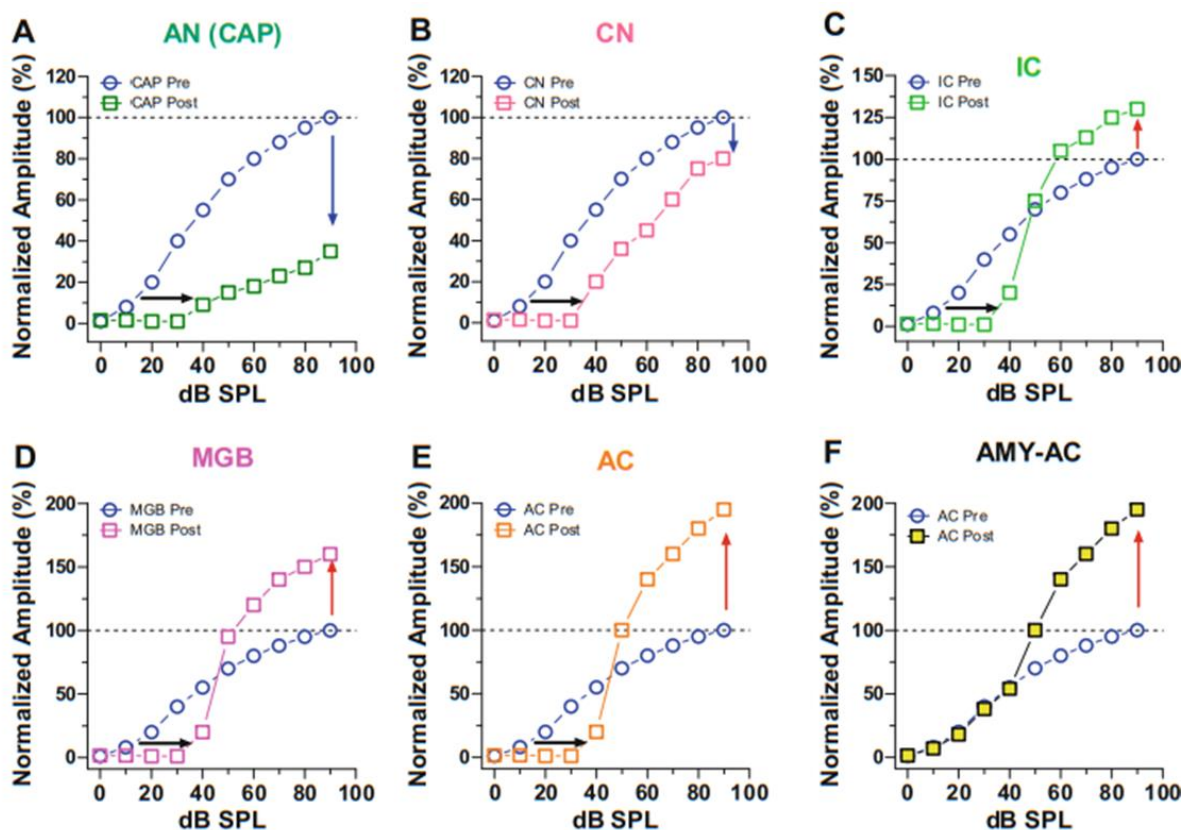 A
AN (CAP)
Normalized Amplitude (%)
120
100
80
60
40
20
0
CAP Pre
CAP Post
0 20 40 60 80 100
dB SPL
B
CN
Normalized Amplitude (%)
120
100
80
60
40
20
0
CN Pre
CN Post
0 20 40 60 80 100
dB SPL
C
IC
Normalized Amplitude (%)
150
125
100
75
50
25
0
IC Pre
IC Post
0 20 40 60 80 100
dB SPL
D
MGB
Normalized Amplitude (%)
200
150
100
50
0
MGB Pre
MGB Post
0 20 40 60 80 100
dB SPL
E
AC
Normalized Amplitude (%)
200
150
100
50
0
AC Pre
AC Post
0 20 40 60 80 100
dB SPL
F
AMY-AC
Normalized Amplitude (%)
200
150
100
50
0
AC Pre
AC Post
0 20 40 60 80 100
dB SPL